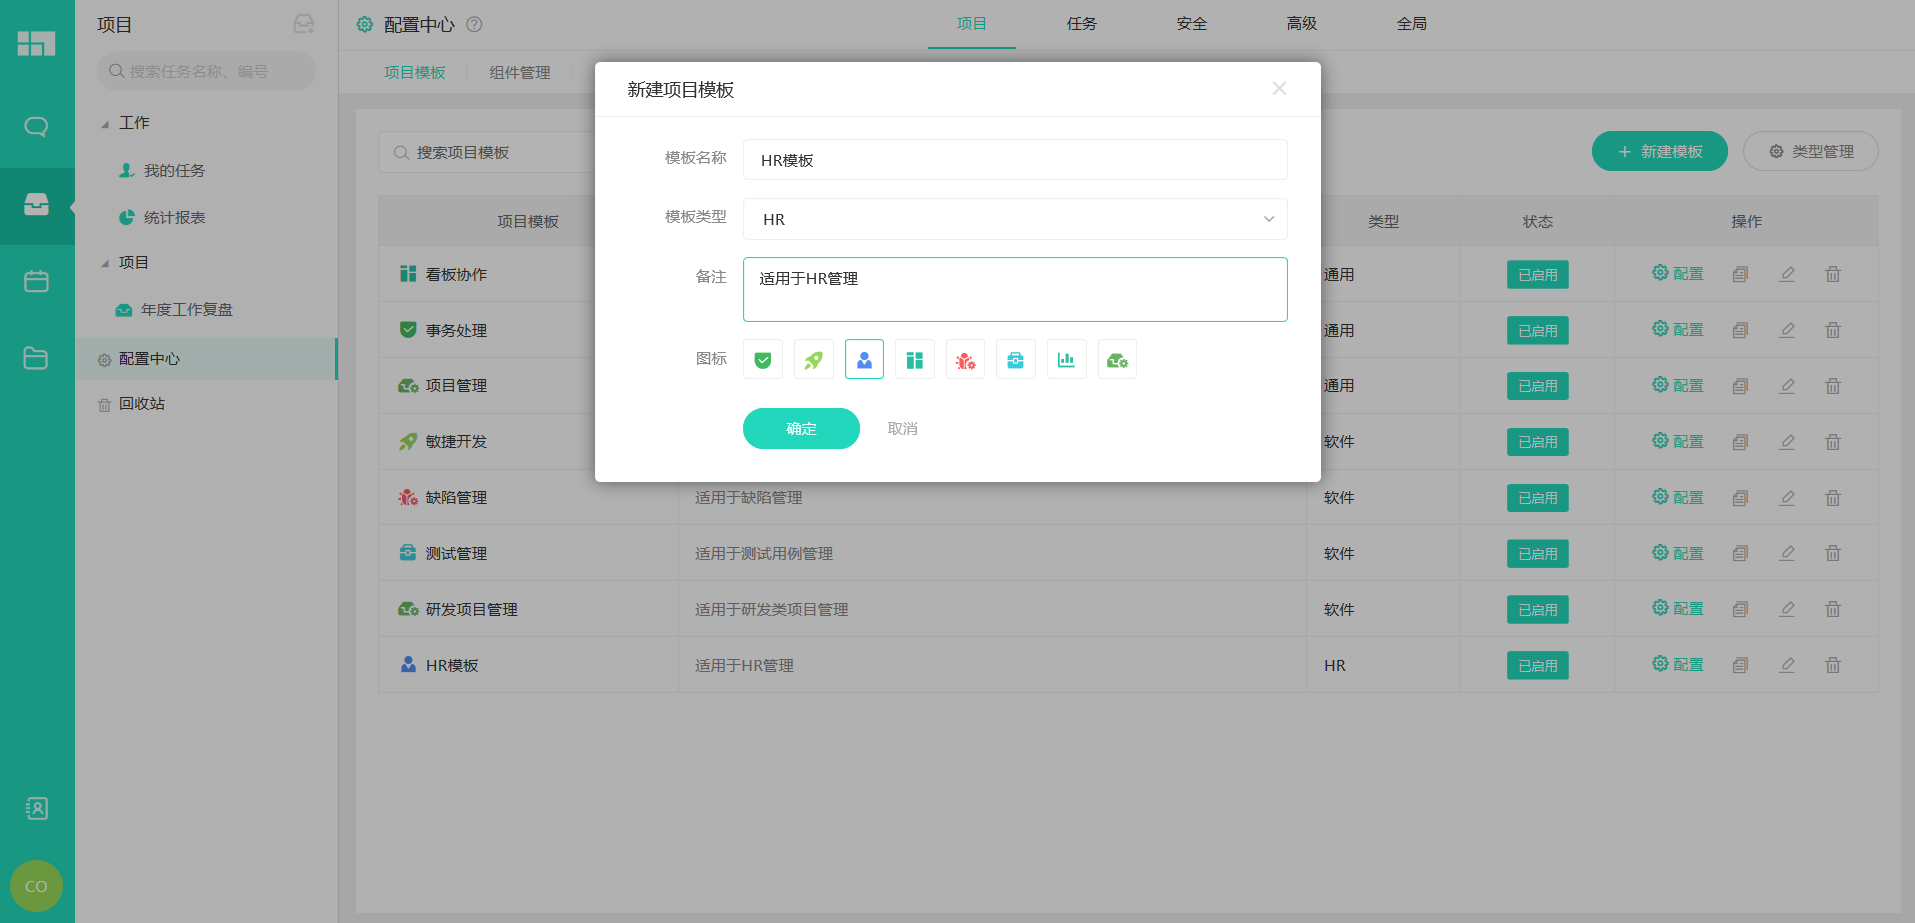 项目
搜索任务名称、编号
工作
我的任务
统计报表
项目
年度工作复盘
配置中心
回收站
CO
配置中心 ?
项目 任务 安全 高级 全局
项目模板 组件管理
搜索项目模板
+ 新建模板 类型管理
项目模板 类型 状态 操作
看板协作 通用 已启用 配置
事务处理 通用 已启用 配置
项目管理 通用 已启用 配置
敏捷开发 软件 已启用 配置
缺陷管理 适用于缺陷管理 软件 已启用 配置
测试管理 适用于测试用例管理 软件 已启用 配置
研发项目管理 适用于研发类项目管理 软件 已启用 配置
HR模板 适用于HR管理 HR 已启用 配置
新建项目模板
模板名称 HR模板
模板类型 HR
备注 适用于HR管理
图标
确定 取消